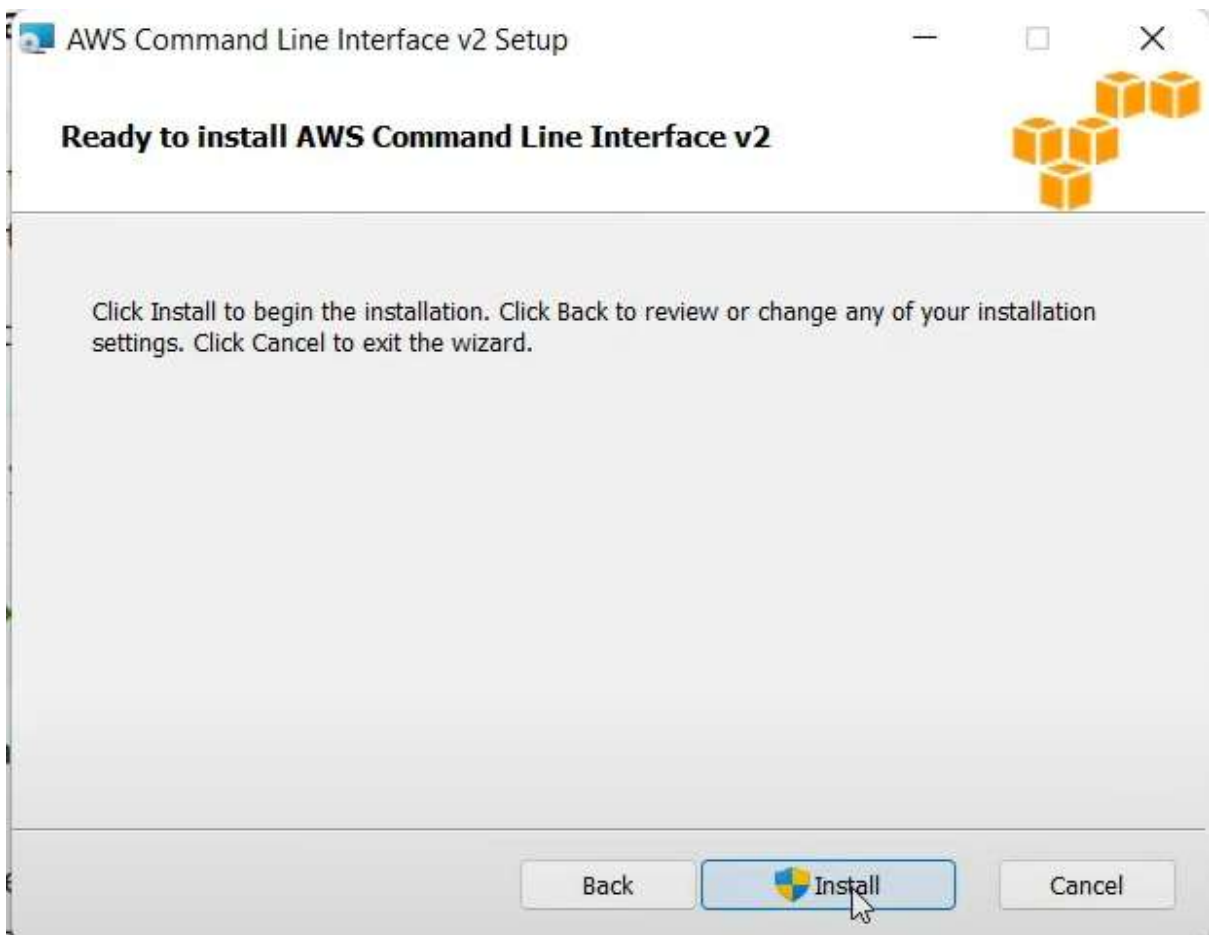 AWS Command Line Interface v2 Setup
Ready to install AWS Command Line Interface v2
Click Install to begin the installation. Click Back to review or change any of your installation
settings. Click Cancel to exit the wizard.
Back
Install
Cancel